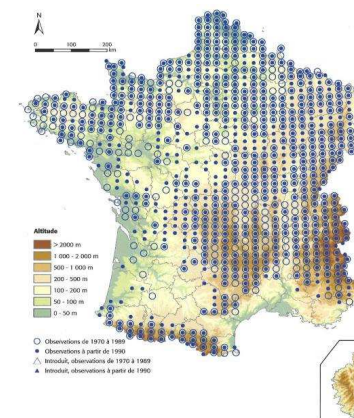 N
0 100 200
km
Altitude
> 2000 m
1 000 - 2 000 m
500 - 1 000 m
200 - 500 m
100 - 200 m
50 - 100 m
0 - 50 m
Observations de 1970 à 1989
Observations à partir de 1990
Introduit, observations de 1970 à 1989
Introduit, observations à partir de 1990